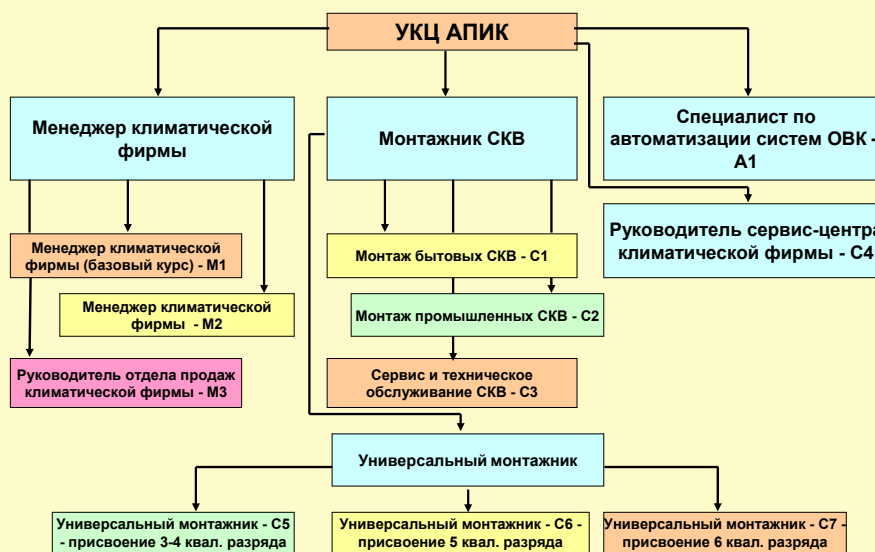 УКЦ АПИК
Менеджер климатической
фирмы
Монтажник СКВ
Специалист по
автоматизации систем ОВК -
А1
Руководитель сервис-центра
климатической фирмы - С4
Менеджер климатической
фирмы (базовый курс) - М1
Менеджер климатической
фирмы - М2
Руководитель отдела продаж
климатической фирмы - М3
Монтаж бытовых СКВ - С1
Монтаж промышленных СКВ - С2
Сервис и техническое
обслуживание СКВ - С3
Универсальный монтажник
Универсальный монтажник - С5
- присвоение 3-4 квал. разряда
Универсальный монтажник - С6 -
присвоение 5 квал. разряда
Универсальный монтажник - С7 -
присвоение 6 квал. разряда